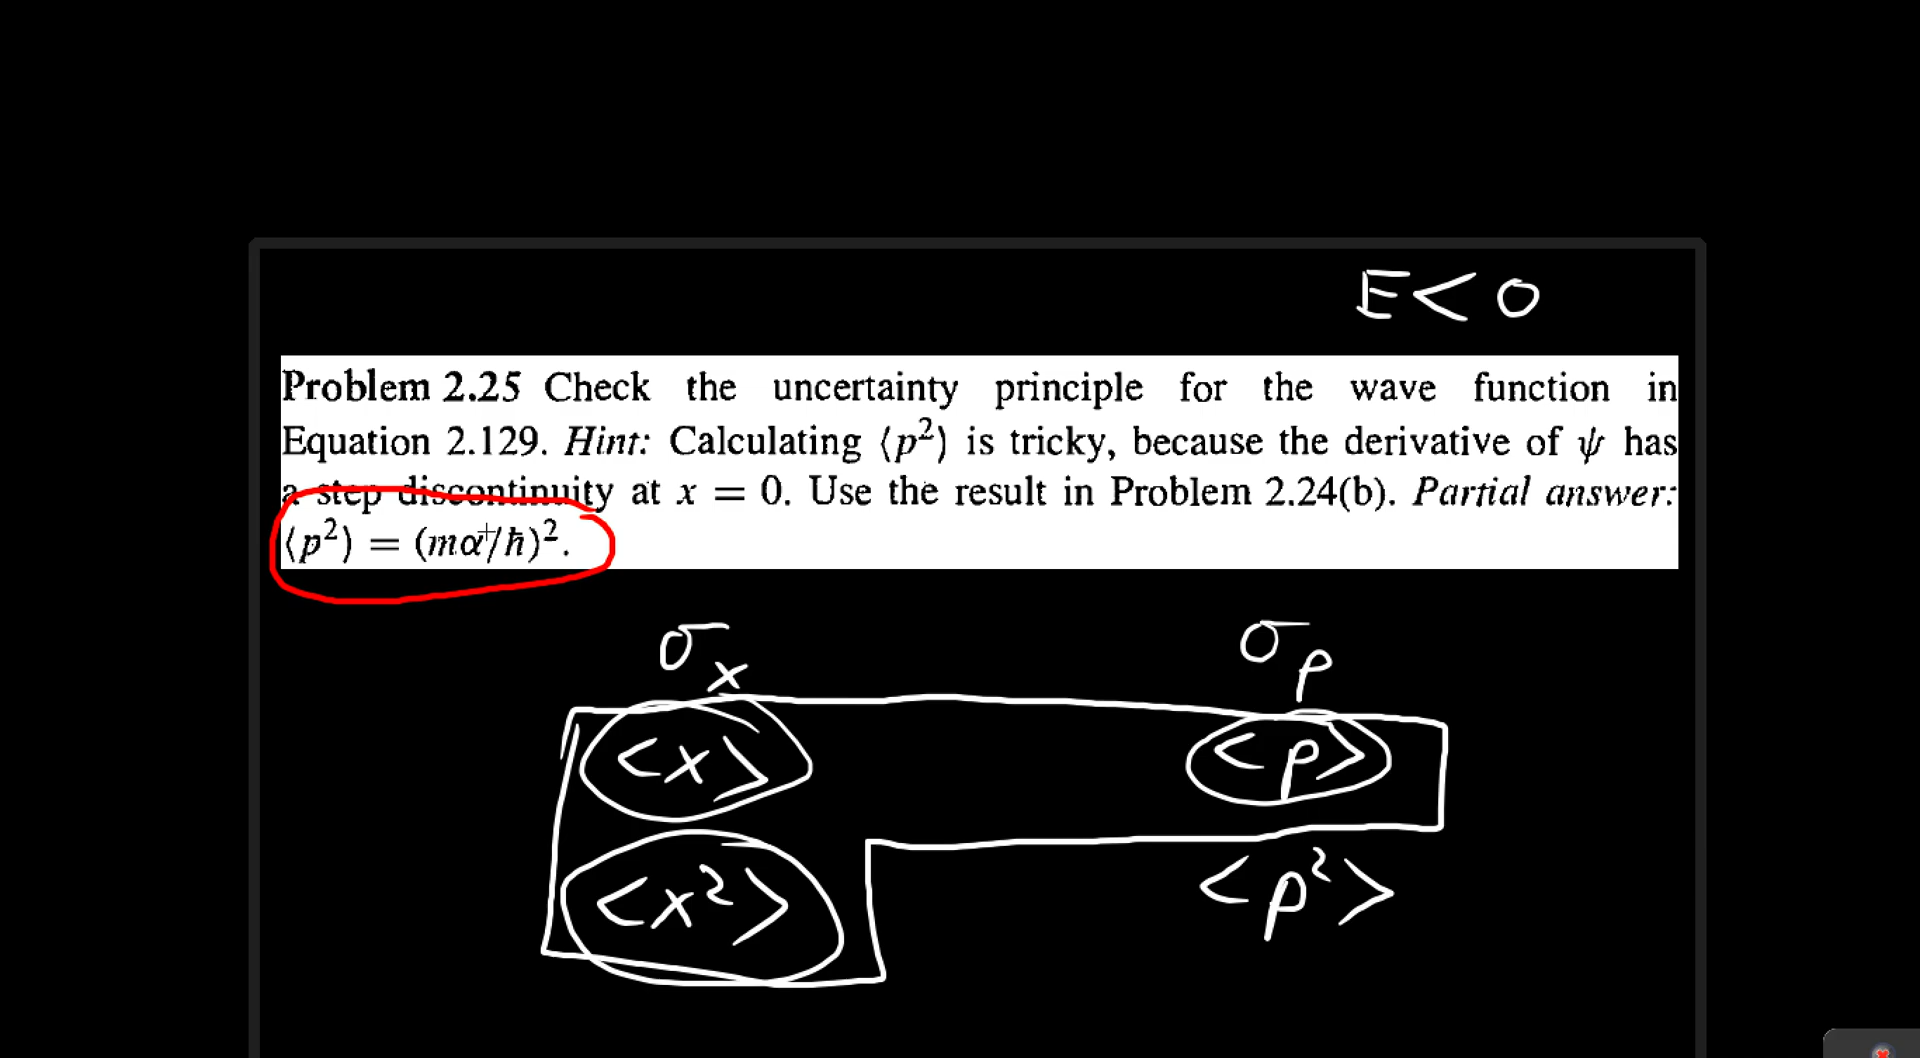 E < 0
Problem 2.25 Check the uncertainty principle for the wave function in
Equation 2.129. Hint: Calculating ⟨p²⟩ is tricky, because the derivative of ψ has
a step discontinuity at x = 0. Use the result in Problem 2.24(b). Partial answer:
⟨p²⟩ = (mα/ħ)².
σx σp
<x> <p>
<x²> <p²>